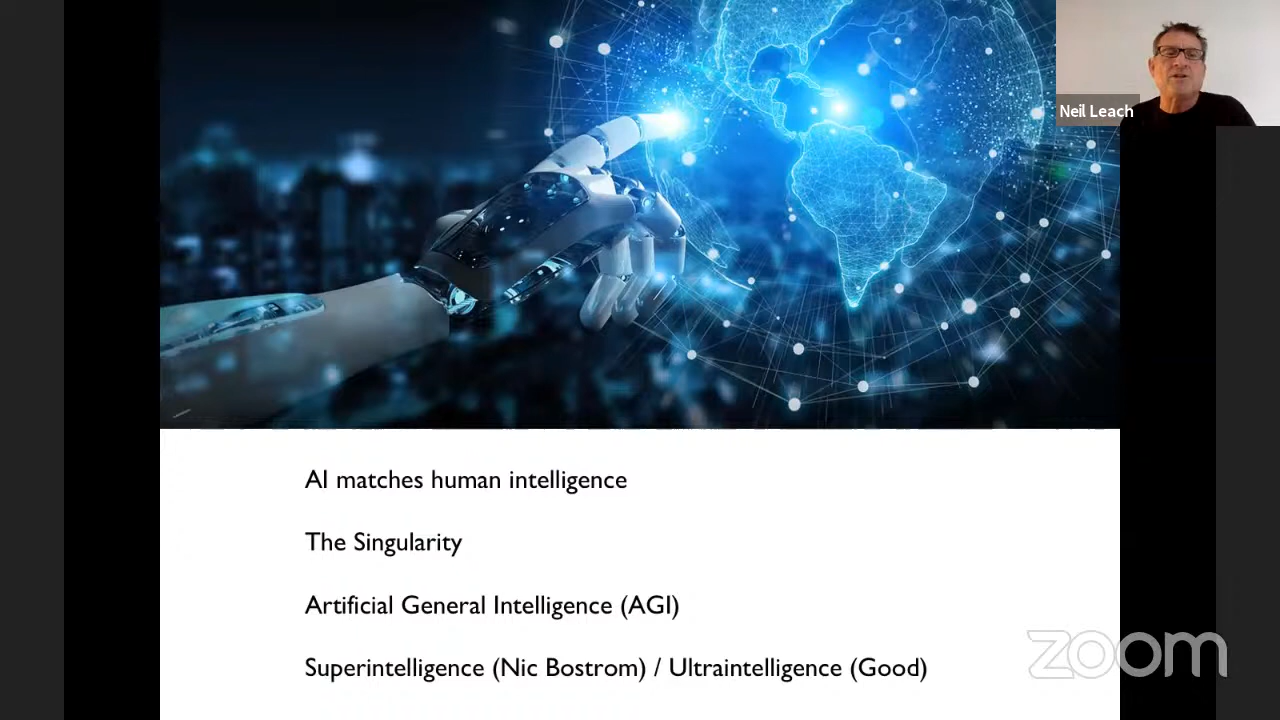 Neil Leach
AI matches human intelligence
The Singularity
Artificial General Intelligence (AGI)
Superintelligence (Nic Bostrom) / Ultraintelligence (Good)
zoom